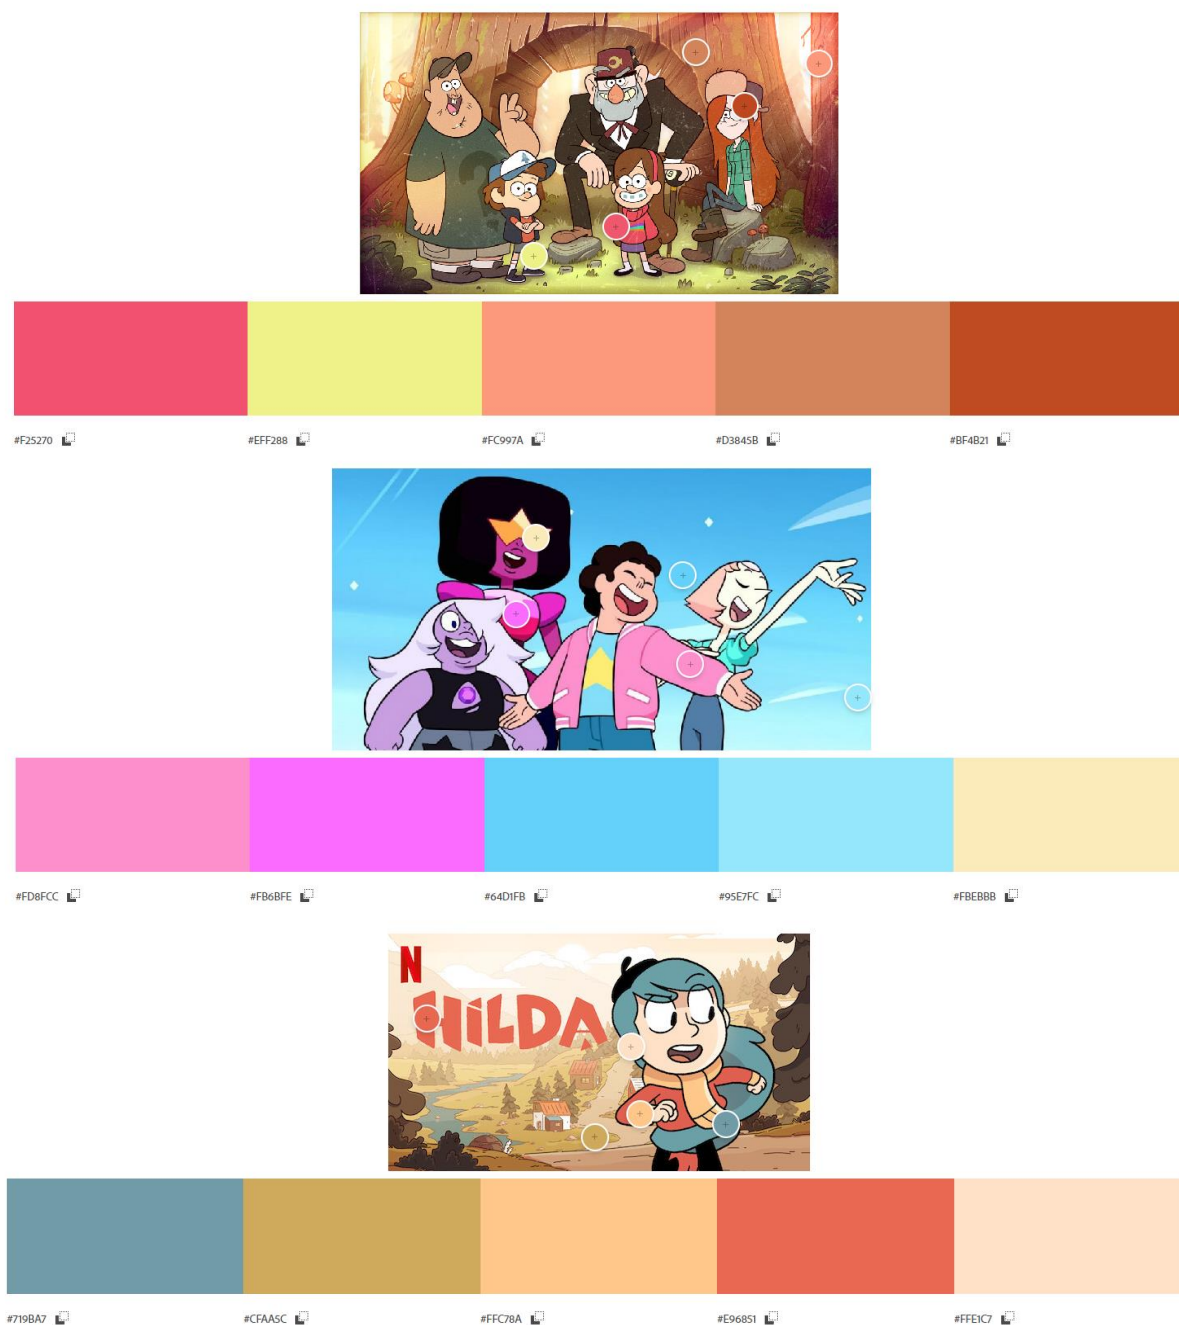 #F25270 #EFF288 #FC997A #D3845B #BF4B21
#FD8FCC #FB6BFE #64D1FB #95E7FC #FBEBBB
N
HILDA
#719BA7 #CFAA5C #FFC78A #E96851 #FFE1C7